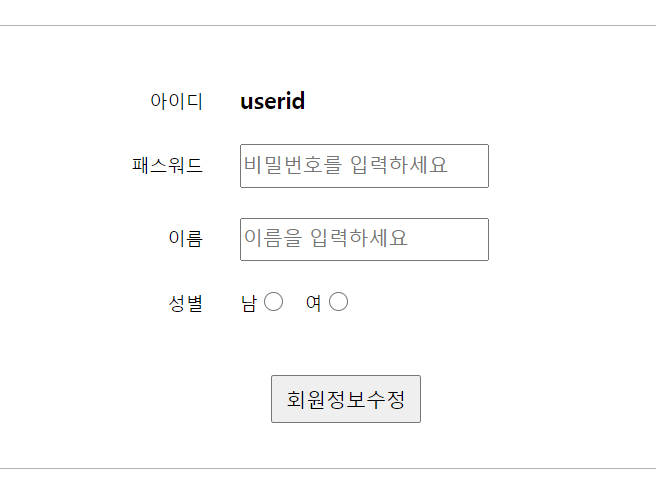 아이디 userid
패스워드 비밀번호를 입력하세요
이름 이름을 입력하세요
성별 남 여
회원정보수정